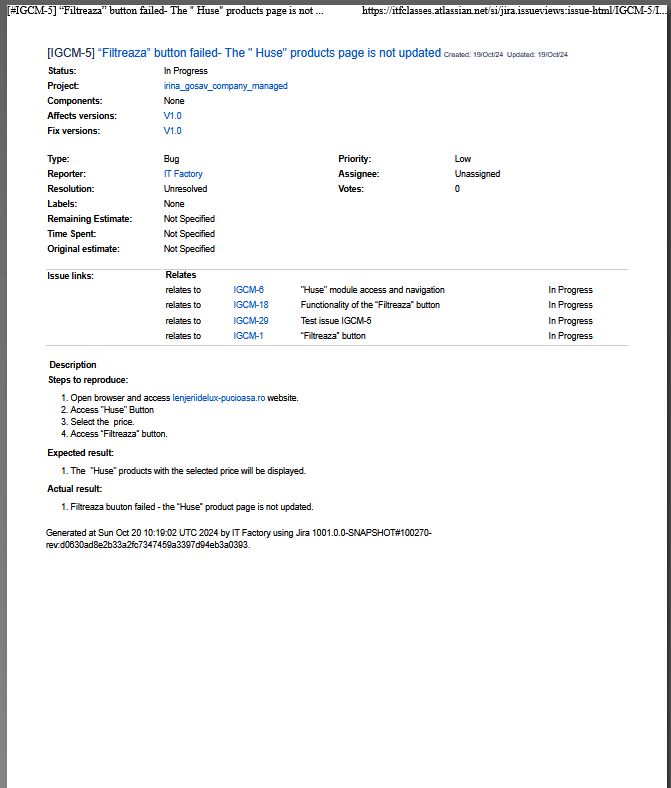 [#IGCM-5] “Filtreaza” button failed- The " Huse" products page is not ... https://itfclasses.atlassian.net/si/jira.issueviews:issue-html/IGCM-5/I...
[IGCM-5] “Filtreaza” button failed- The " Huse" products page is not updated Created: 19/Oct/24 Updated: 19/Oct/24
Status: In Progress
Project: irina_gosav_company_managed
Components: None
Affects versions: V1.0
Fix versions: V1.0
Type: Bug Priority: Low
Reporter: IT Factory Assignee: Unassigned
Resolution: Unresolved Votes: 0
Labels: None
Remaining Estimate: Not Specified
Time Spent: Not Specified
Original estimate: Not Specified
Issue links: Relates
relates to IGCM-6 "Huse" module access and navigation In Progress
relates to IGCM-18 Functionality of the "Filtreaza" button In Progress
relates to IGCM-29 Test issue IGCM-5 In Progress
relates to IGCM-1 "Filtreaza" button In Progress
Description
Steps to reproduce:
1. Open browser and access lenjeriidelux-pucioasa.ro website.
2. Access "Huse" Button
3. Select the price.
4. Access “Filtreaza” button.
Expected result:
1. The "Huse" products with the selected price will be displayed.
Actual result:
1. Filtreaza buuton failed - the "Huse" product page is not updated.
Generated at Sun Oct 20 10:19:02 UTC 2024 by IT Factory using Jira 1001.0.0-SNAPSHOT#100270-
rev:d0630ad8e2b33a2fc7347459a3397d94eb3a0393.